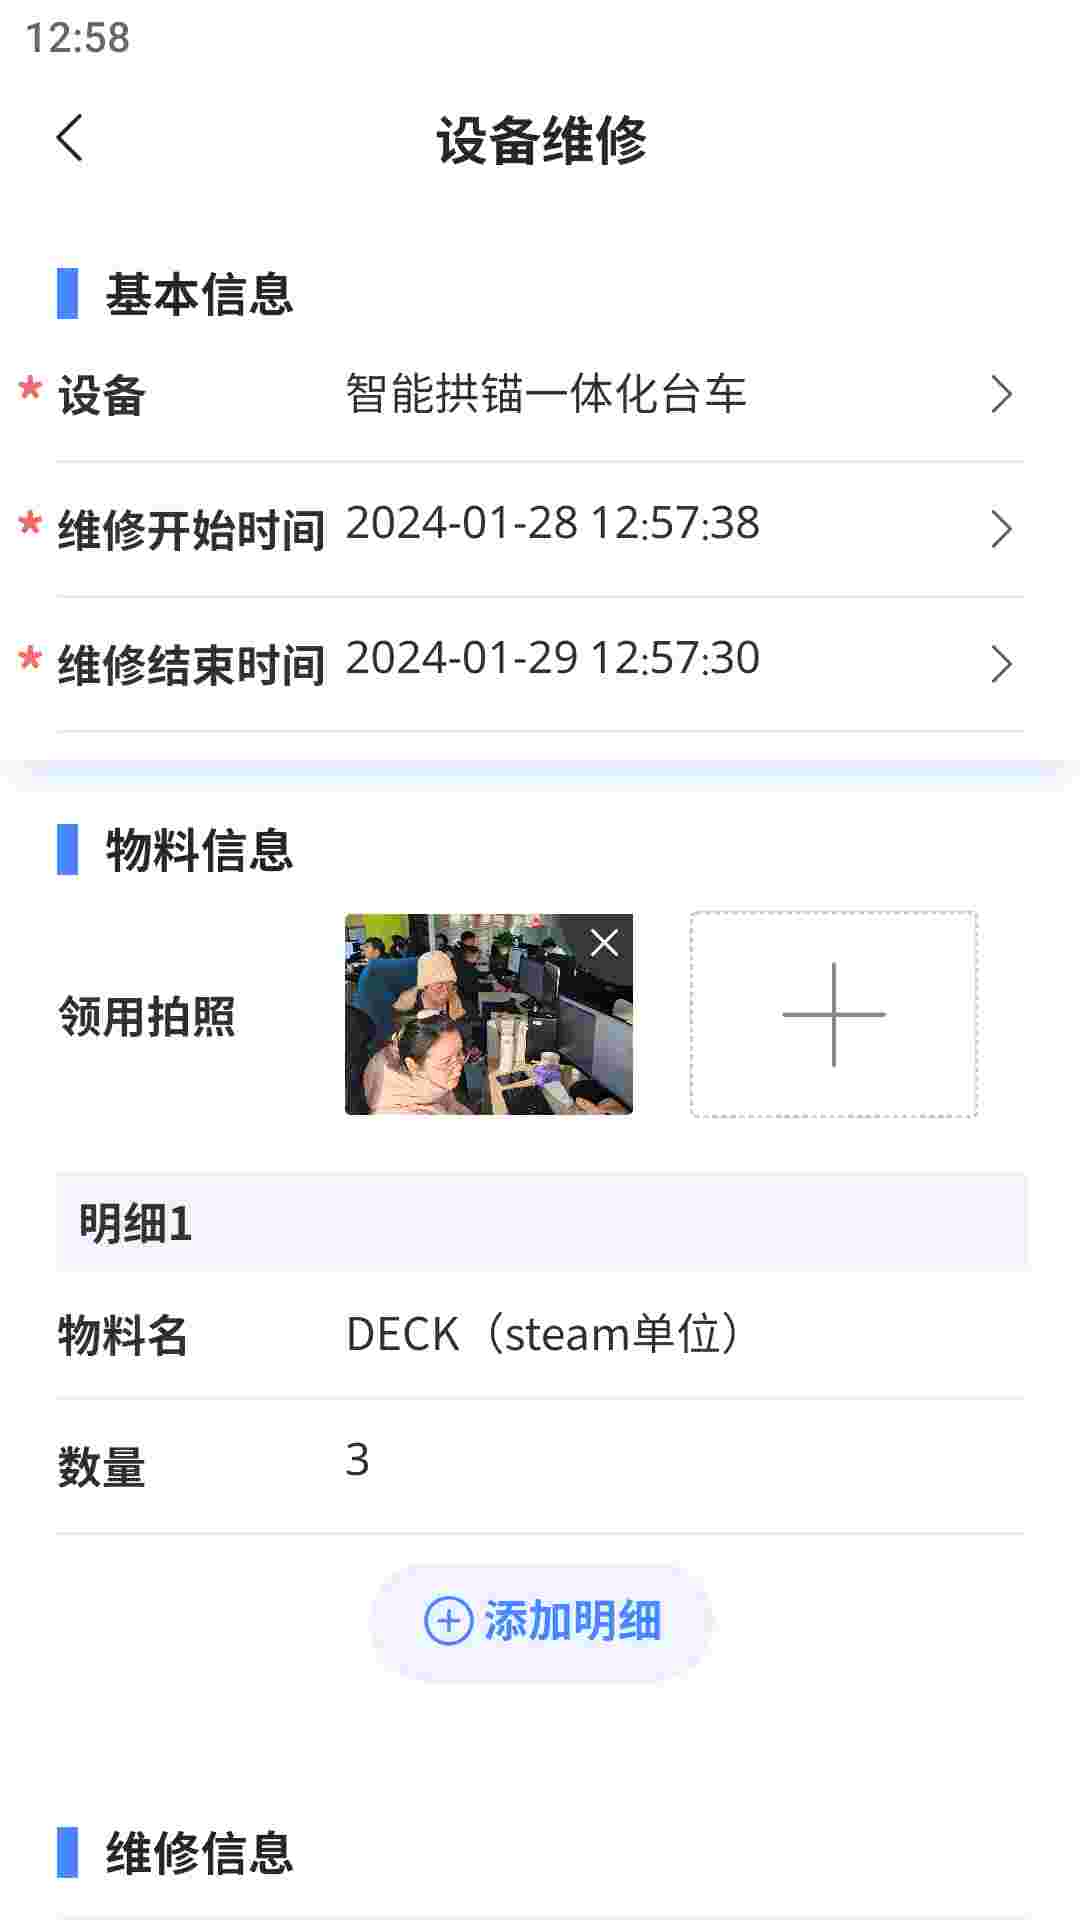 12:58
设备维修
基本信息
* 设备 智能拱锚一体化台车
* 维修开始时间 2024-01-28 12:57:38
* 维修结束时间 2024-01-29 12:57:30
物料信息
领用拍照
明细1
物料名 DECK（steam单位）
数量 3
添加明细
维修信息